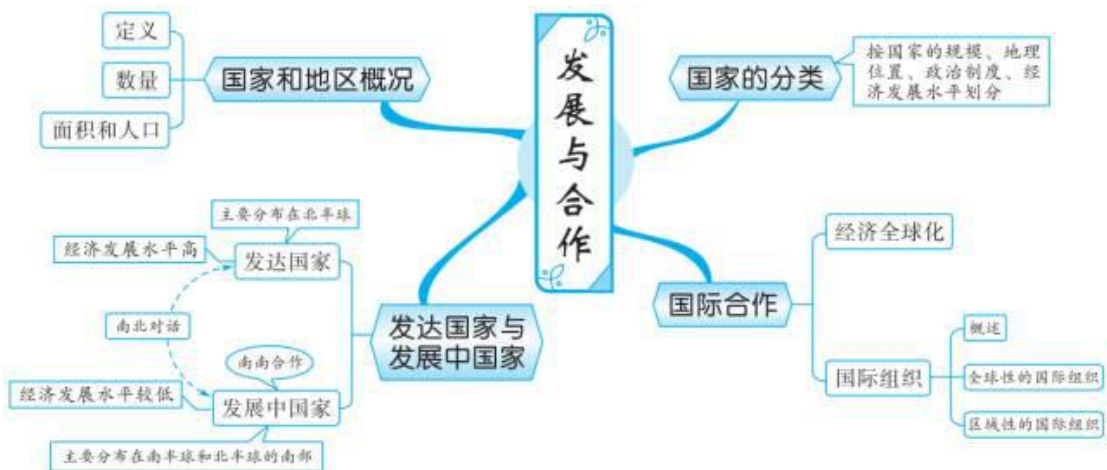 发展与合作
国家和地区概况
定义
数量
面积和人口
国家的分类
按国家的规模、地理
位置、政治制度、经
济发展水平划分
发达国家与
发展中国家
主要分布在北半球
经济发展水平高
发达国家
南北对话
南南合作
经济发展水平较低
发展中国家
主要分布在南半球和北半球的南部
国际合作
经济全球化
国际组织
概述
全球性的国际组织
区域性的国际组织